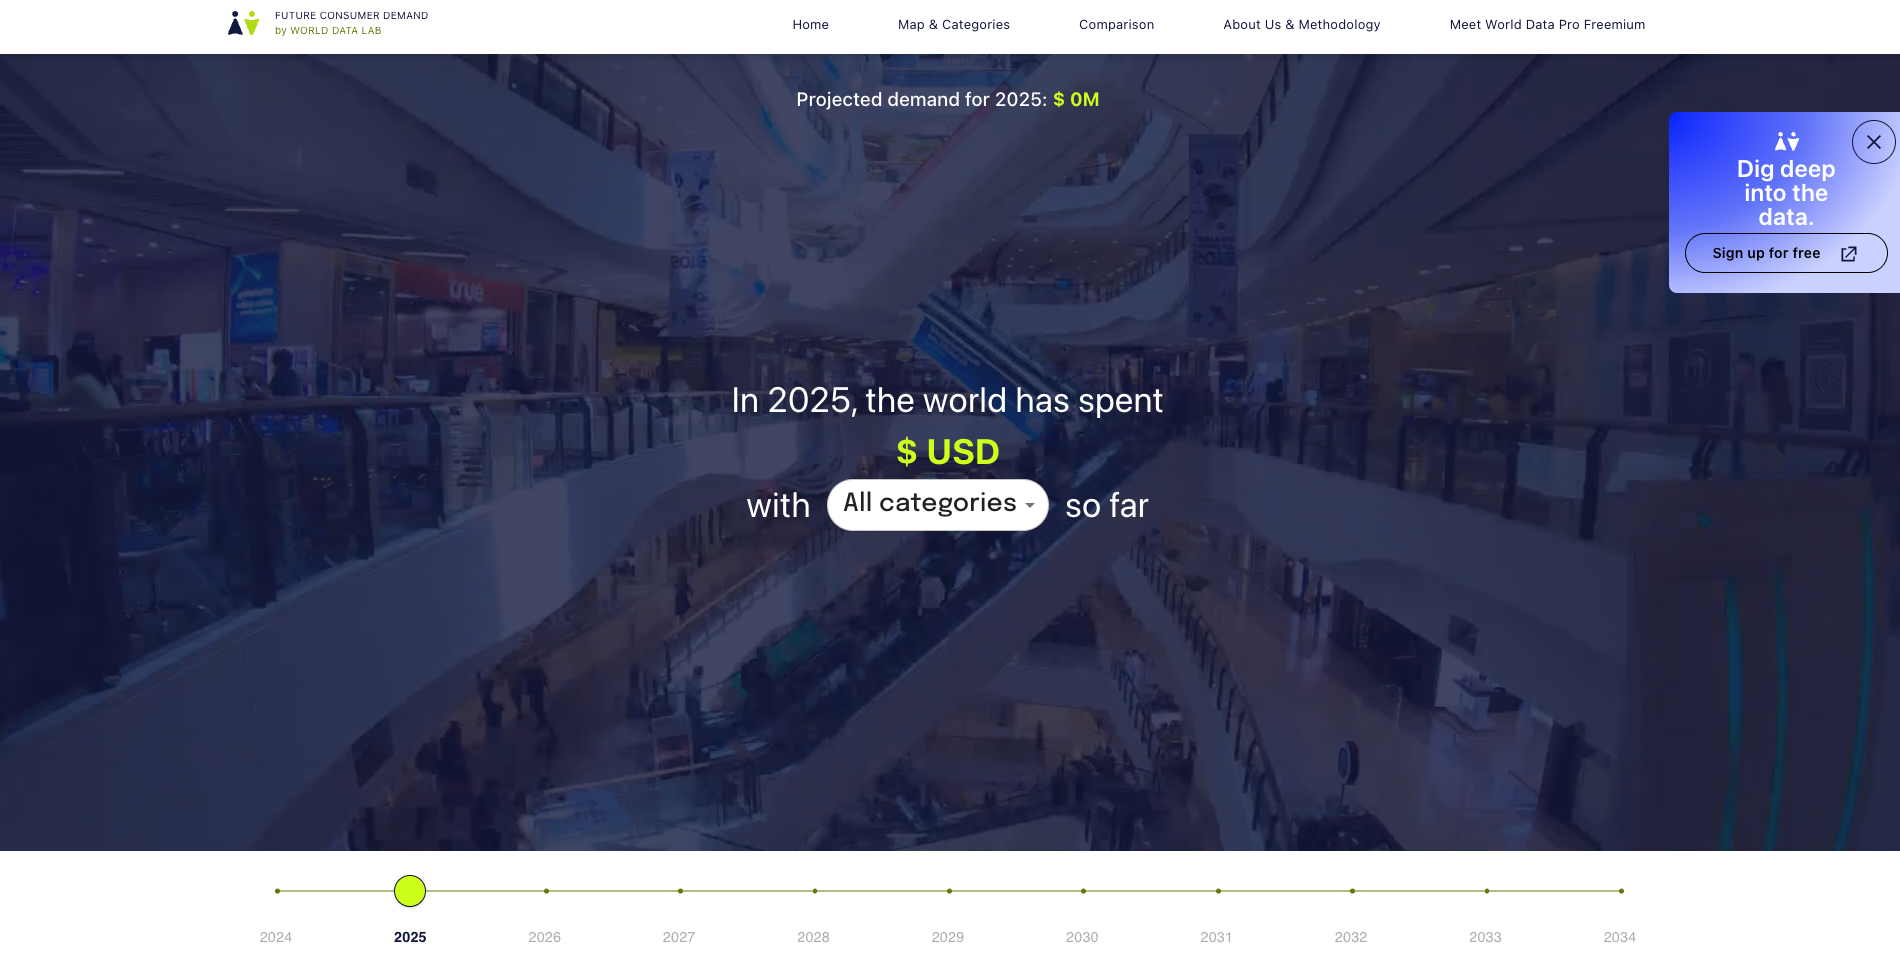 FUTURE CONSUMER DEMAND
by WORLD DATA LAB
Home
Map & Categories
Comparison
About Us & Methodology
Meet World Data Pro Freemium
Projected demand for 2025: $ 0M
Dig deep
into the
data.
Sign up for free
true
In 2025, the world has spent
$ USD
with All categories so far
2024
2025
2026
2027
2028
2029
2030
2031
2032
2033
2034